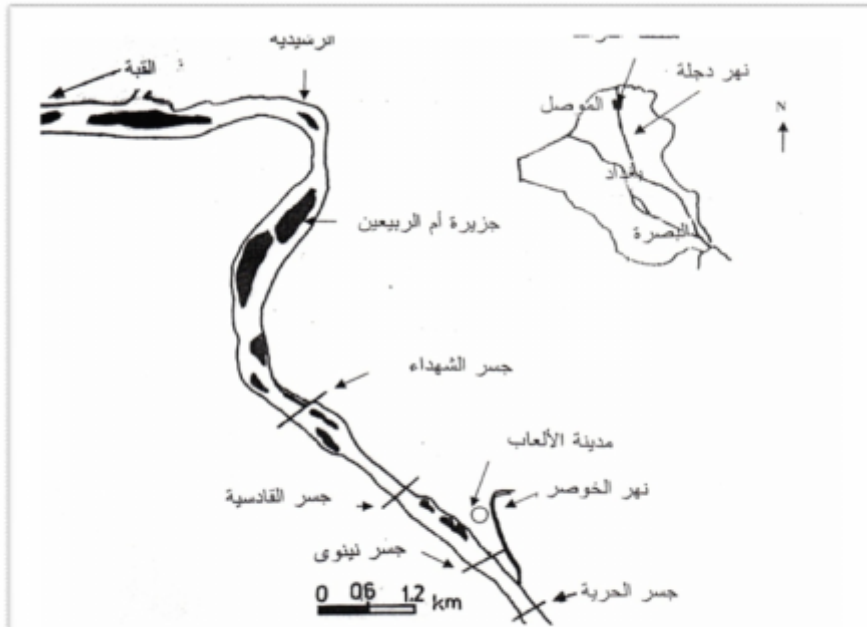 الرشيديه
القبة
نهر دجلة
الموصل
N
بغداد
البصرة
جزيرة أم الربيعين
جسر الشهداء
مدينة الألعاب
نهر الخوصر
جسر القادسية
جسر نينوى
جسر الحرية
0 0.6 1.2 km